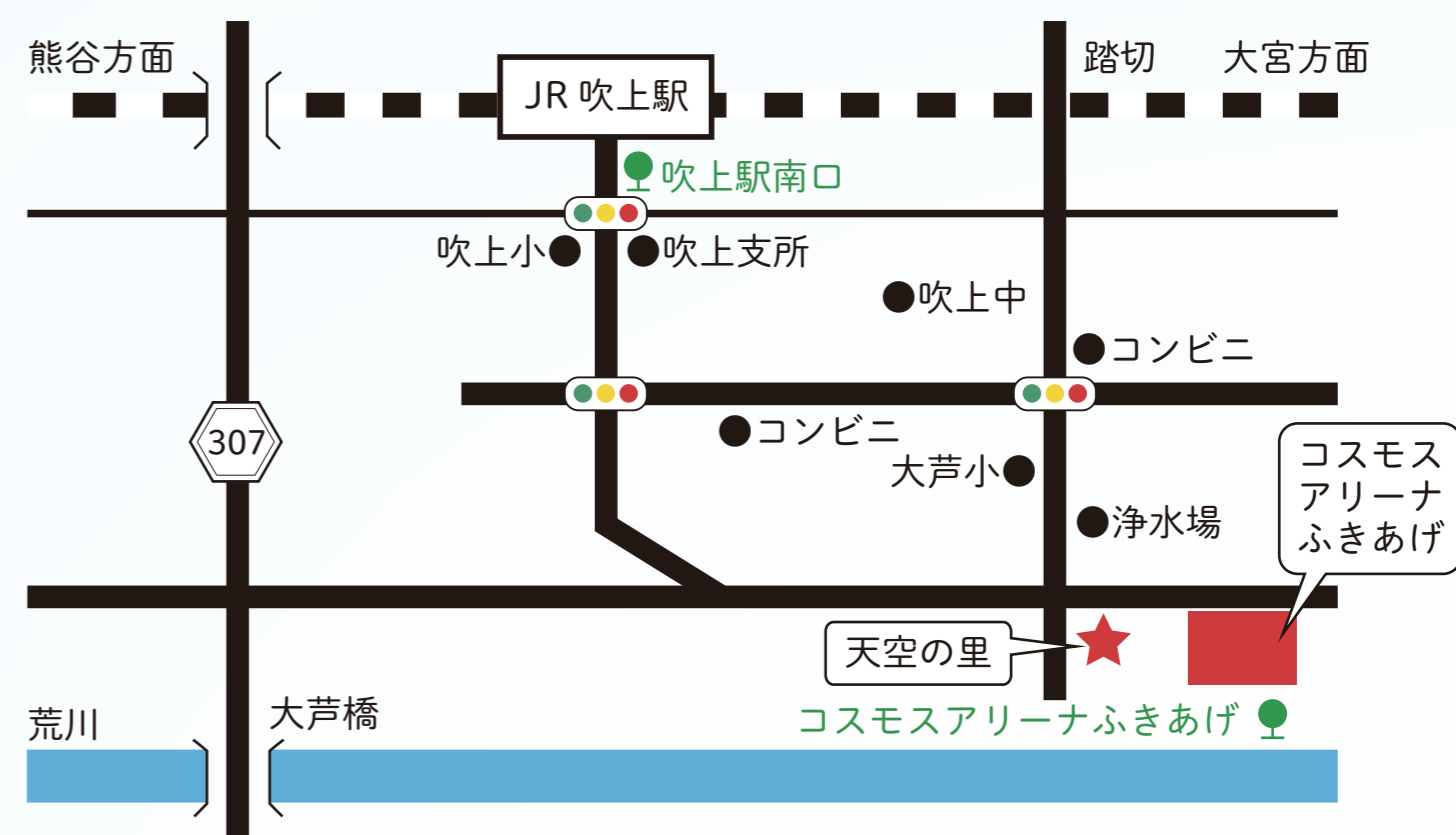 熊谷方面
踏切
大宮方面
JR 吹上駅
吹上駅南口
吹上小
吹上支所
吹上中
コンビニ
307
コンビニ
大芦小
コスモス
アリーナ
ふきあげ
浄水場
天空の里
荒川
大芦橋
コスモスアリーナふきあげ